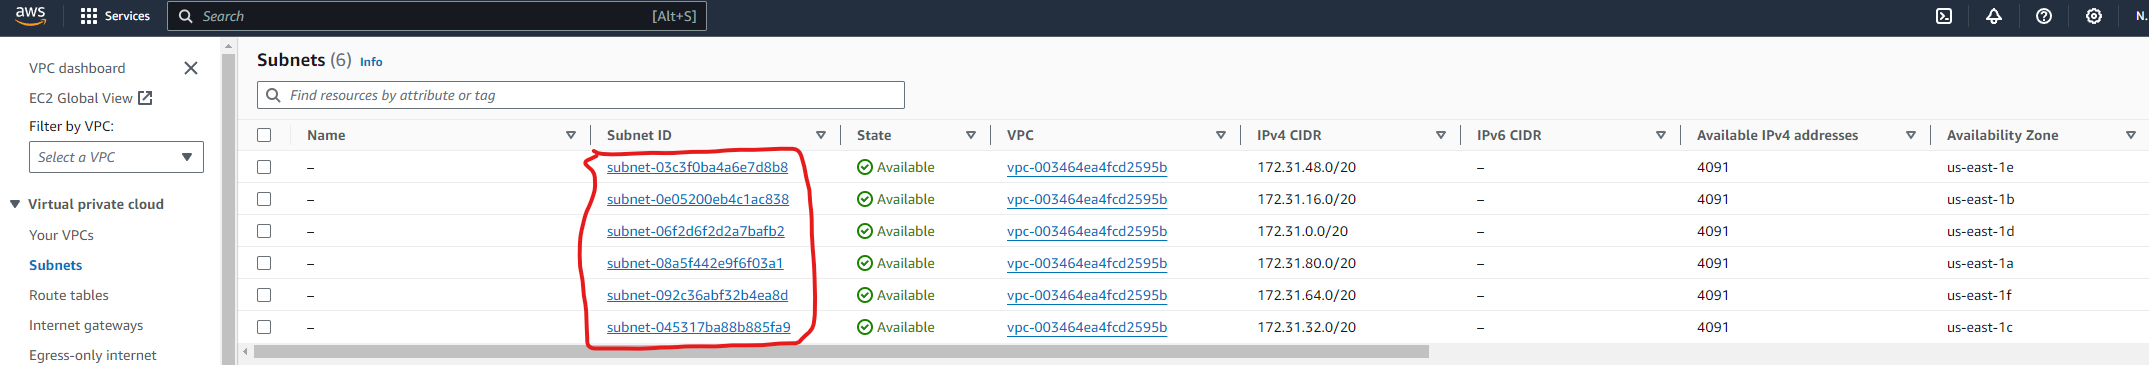 aws Services Search [Alt+S] N.
VPC dashboard
EC2 Global View
Filter by VPC:
Select a VPC
Virtual private cloud
Your VPCs
Subnets
Route tables
Internet gateways
Egress-only internet
Subnets (6) Info
Find resources by attribute or tag
Name Subnet ID State VPC IPv4 CIDR IPv6 CIDR Available IPv4 addresses Availability Zone
– subnet-03c3f0ba4a6e7d8b8 Available vpc-003464ea4fcd2595b 172.31.48.0/20 – 4091 us-east-1e
– subnet-0e05200eb4c1ac838 Available vpc-003464ea4fcd2595b 172.31.16.0/20 – 4091 us-east-1b
– subnet-06f2d6f2d2a7bafb2 Available vpc-003464ea4fcd2595b 172.31.0.0/20 – 4091 us-east-1d
– subnet-08a5f442e9f6f03a1 Available vpc-003464ea4fcd2595b 172.31.80.0/20 – 4091 us-east-1a
– subnet-092c36abf32b4ea8d Available vpc-003464ea4fcd2595b 172.31.64.0/20 – 4091 us-east-1f
– subnet-045317ba88b885fa9 Available vpc-003464ea4fcd2595b 172.31.32.0/20 – 4091 us-east-1c